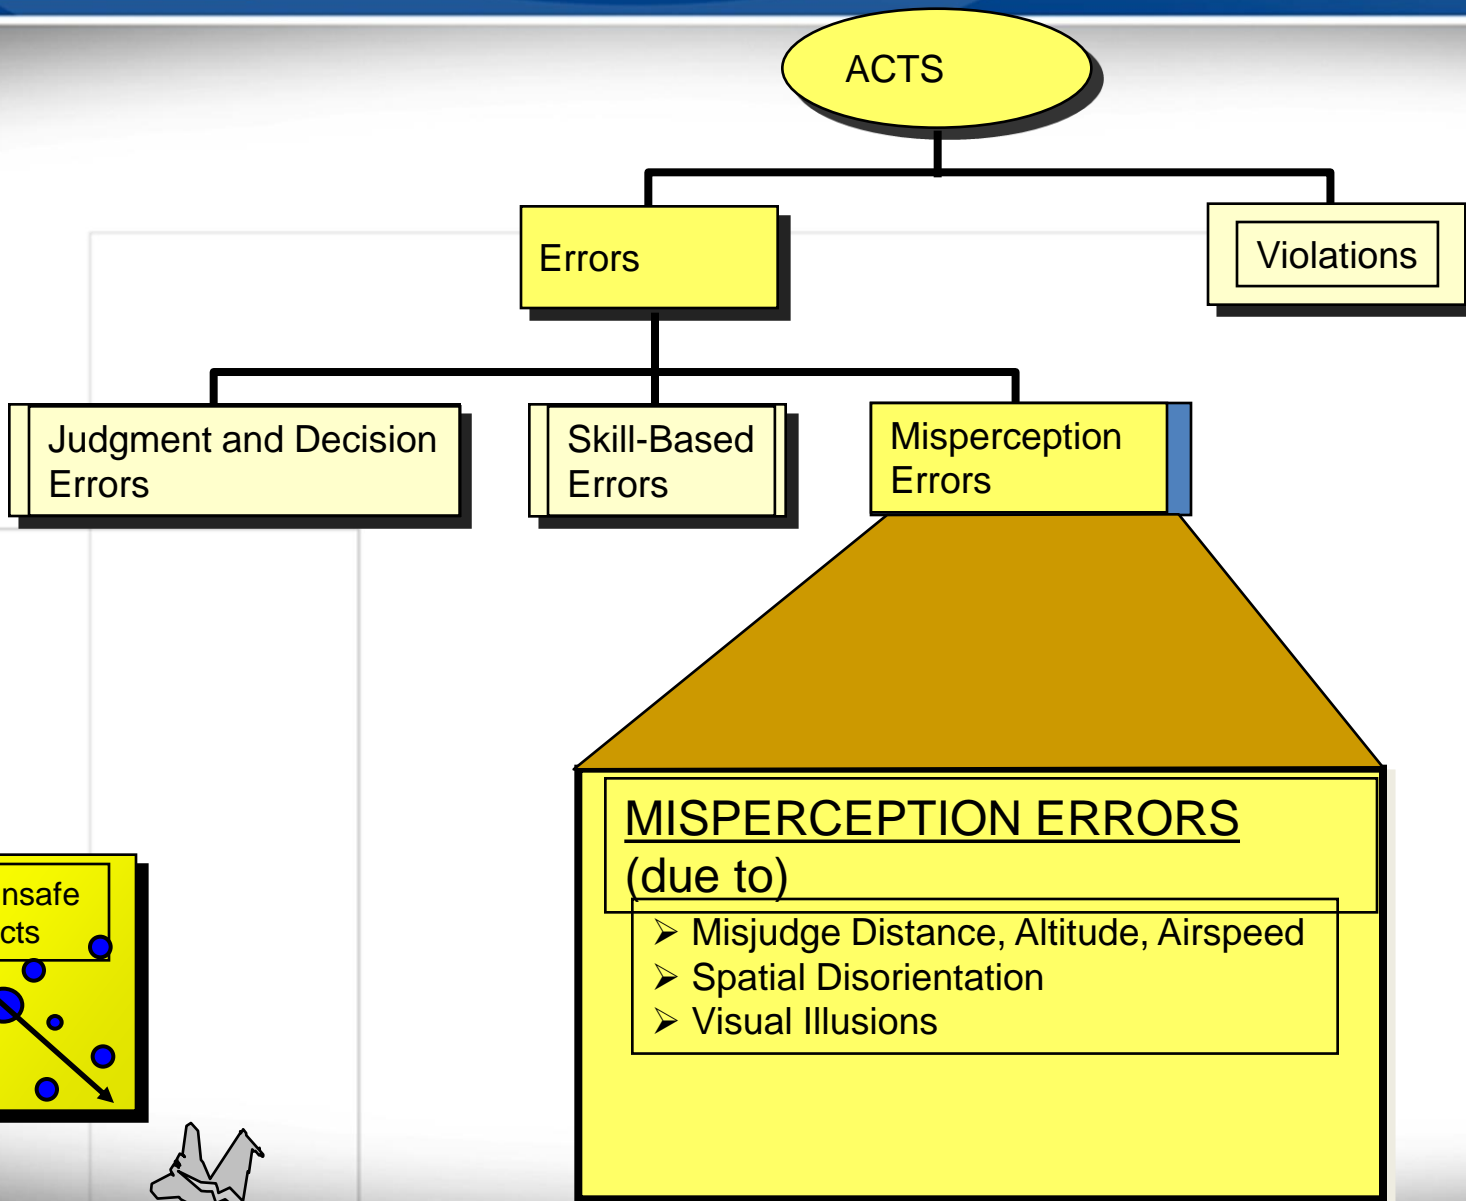 ACTS
Errors
Violations
Judgment and Decision
Errors
Skill-Based
Errors
Misperception
Errors
MISPERCEPTION ERRORS
(due to)
➢ Misjudge Distance, Altitude, Airspeed
➢ Spatial Disorientation
➢ Visual Illusions
nsafe
cts